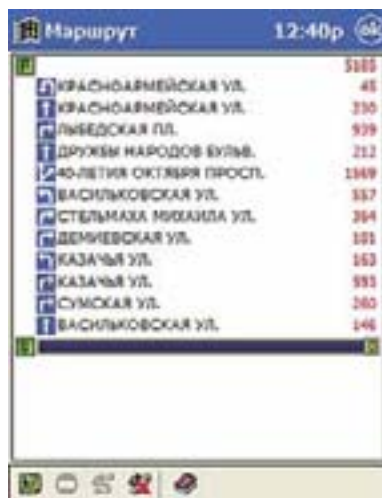 Маршрут 12:40p ok
5185
КРАСНОАРМЕЙСКАЯ УЛ. 45
КРАСНОАРМЕЙСКАЯ УЛ. 230
ЛЫБЕДСКАЯ ПЛ. 939
ДРУЖБЫ НАРОДОВ БУЛЬВ. 212
40-ЛЕТИЯ ОКТЯБРЯ ПРОСП. 1569
ВАСИЛЬКОВСКАЯ УЛ. 557
СТЕЛЬМАХА МИХАИЛА УЛ. 364
ДЕМИЕВСКАЯ УЛ. 101
КАЗАЧЬЯ УЛ. 163
КАЗАЧЬЯ УЛ. 593
СУМСКАЯ УЛ. 260
ВАСИЛЬКОВСКАЯ УЛ. 146